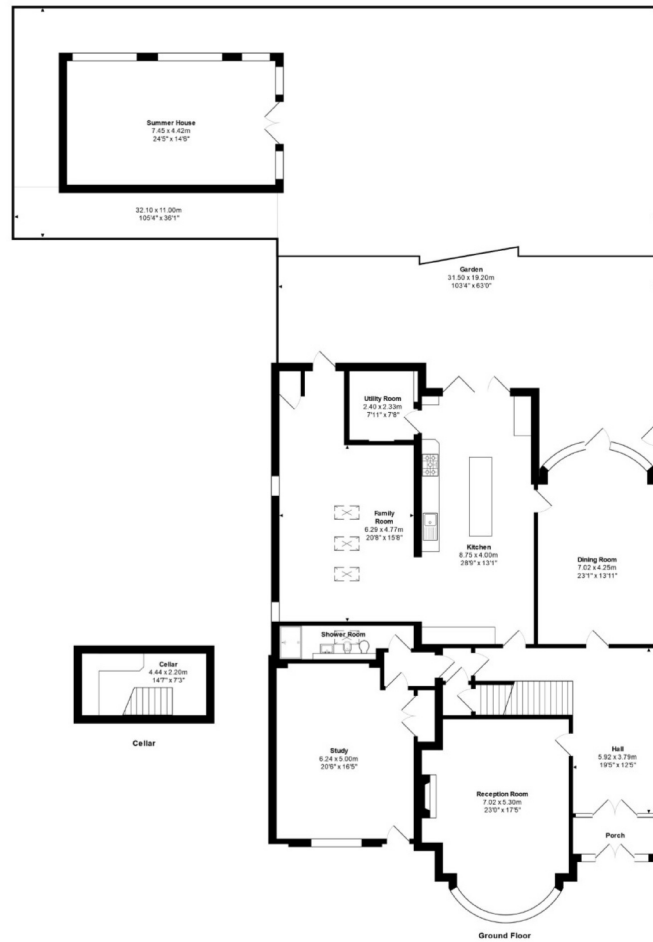 Summer House
7.45 x 4.42m
24'5" x 14'6"
32.10 x 11.00m
105'4" x 36'1"
Garden
31.50 x 19.20m
103'4" x 63'0"
Utility Room
2.40 x 2.33m
7'11" x 7'8"
Family
Room
6.29 x 4.77m
20'8" x 15'8"
Kitchen
8.75 x 4.00m
28'9" x 13'1"
Dining Room
7.02 x 4.25m
23'1" x 13'11"
Shower Room
Cellar
4.44 x 2.20m
14'7" x 7'3"
Cellar
Study
6.24 x 5.00m
20'6" x 16'5"
Hall
5.92 x 3.79m
19'5" x 12'5"
Reception Room
7.02 x 5.30m
23'0" x 17'5"
Porch
Ground Floor